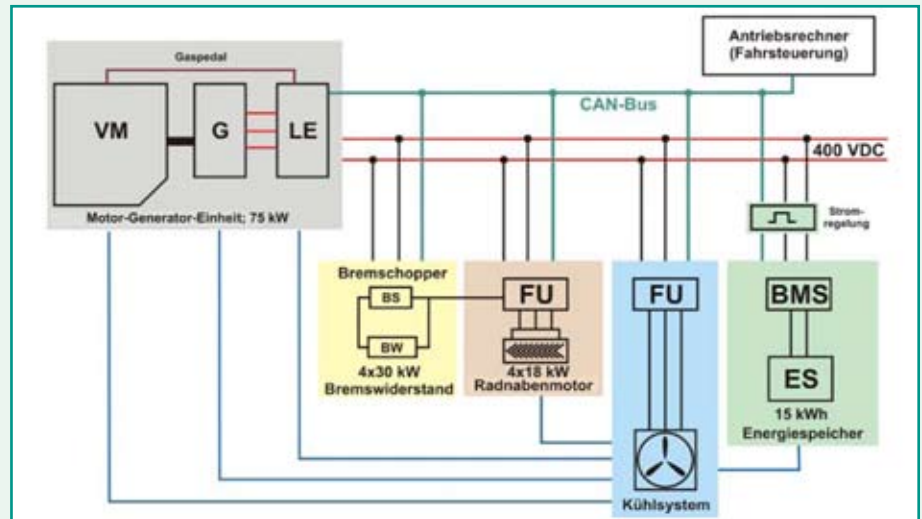 Gaspedal
VM
G
LE
Motor-Generator-Einheit; 75 kW
Antriebsrechner
(Fahrsteuerung)
CAN-Bus
400 VDC
Strom-
regelung
Bremschopper
BS
BW
4x30 kW
Bremswiderstand
FU
4x18 kW
Radnabenmotor
FU
Kühlsystem
BMS
ES
15 kWh
Energiespeicher